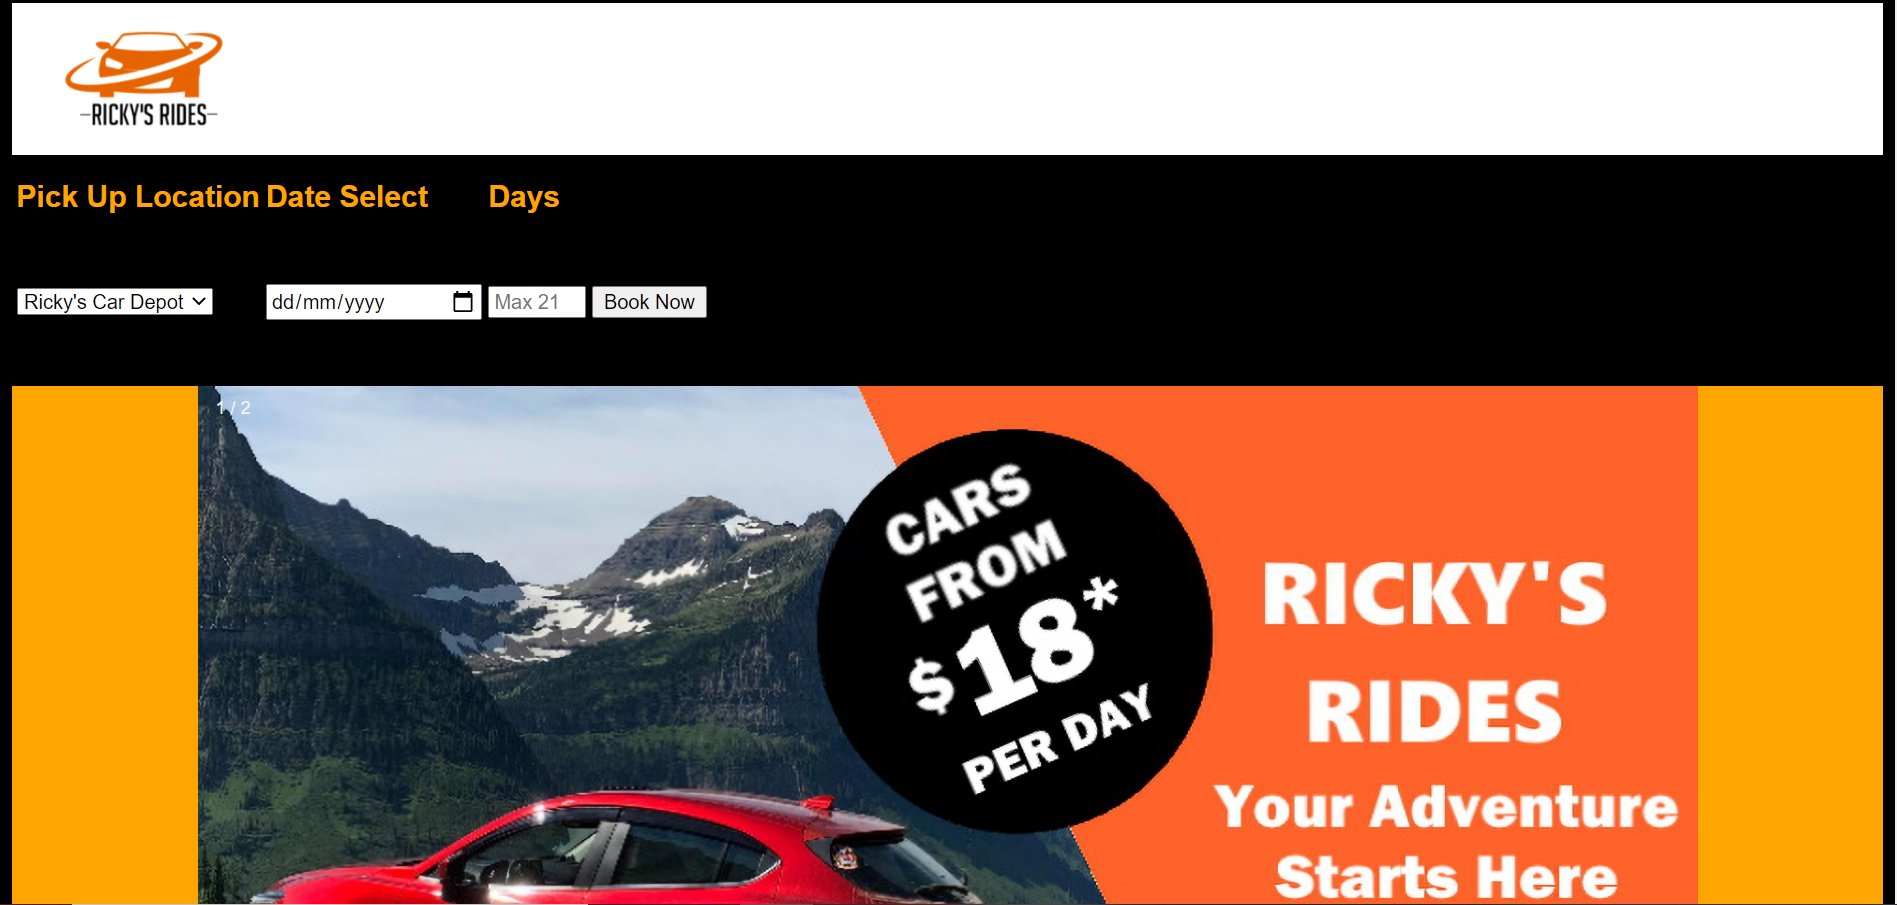 -RICKY'S RIDES-
Pick Up Location Date Select Days
Ricky's Car Depot dd/mm/yyyy Max 21 Book Now
1 / 2
CARS
FROM
$18*
PER DAY
RICKY'S
RIDES
Your Adventure
Starts Here